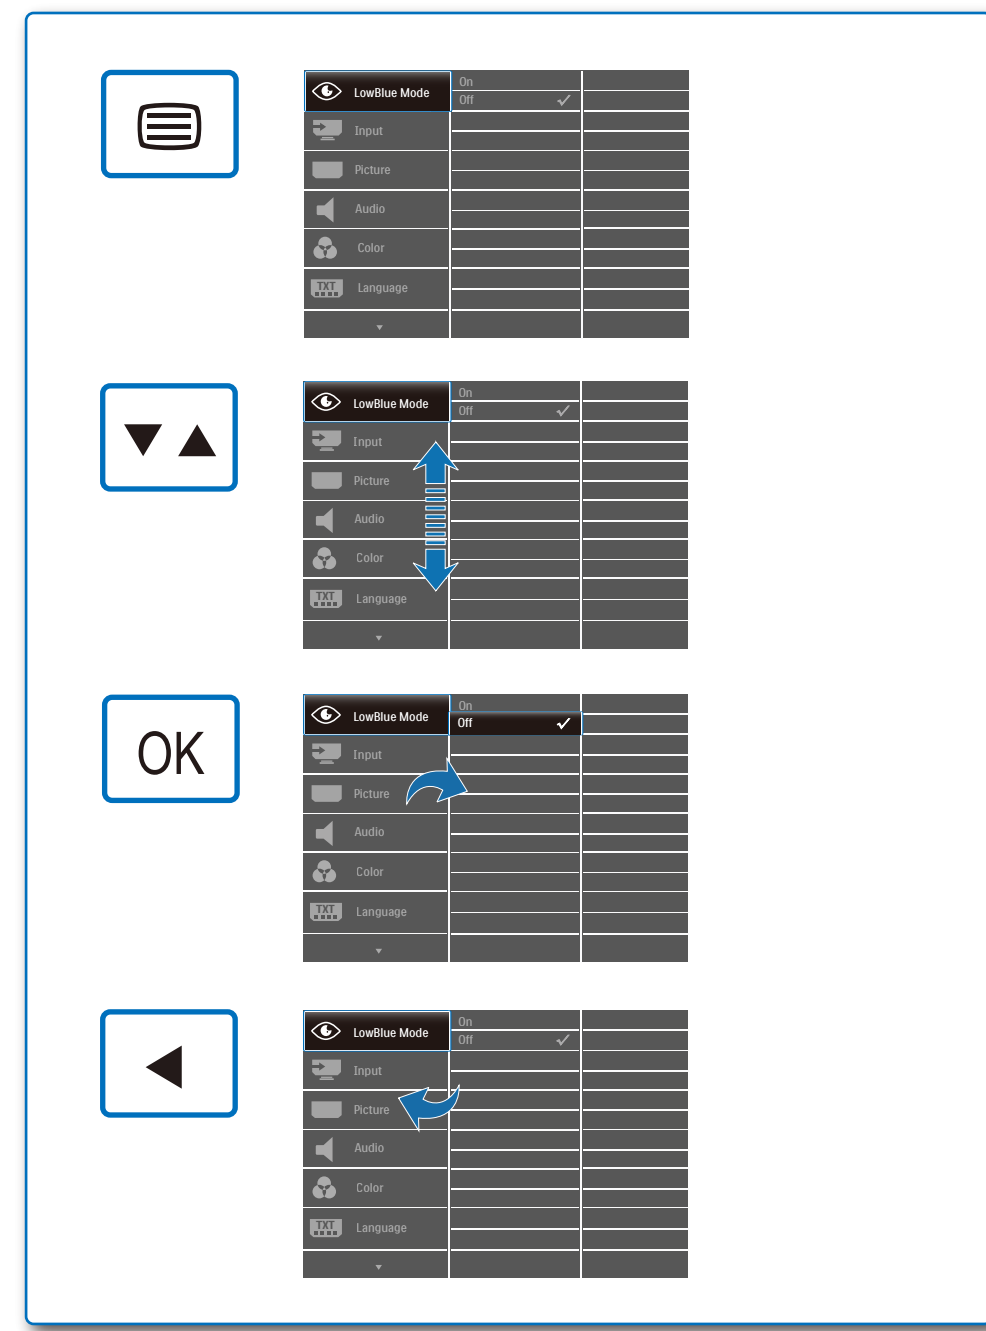 LowBlue Mode
On
Off
Input
Picture
Audio
Color
TXT
Language
LowBlue Mode
On
Off
Input
Picture
Audio
Color
TXT
Language
OK
LowBlue Mode
On
Off
Input
Picture
Audio
Color
TXT
Language
LowBlue Mode
On
Off
Input
Picture
Audio
Color
TXT
Language